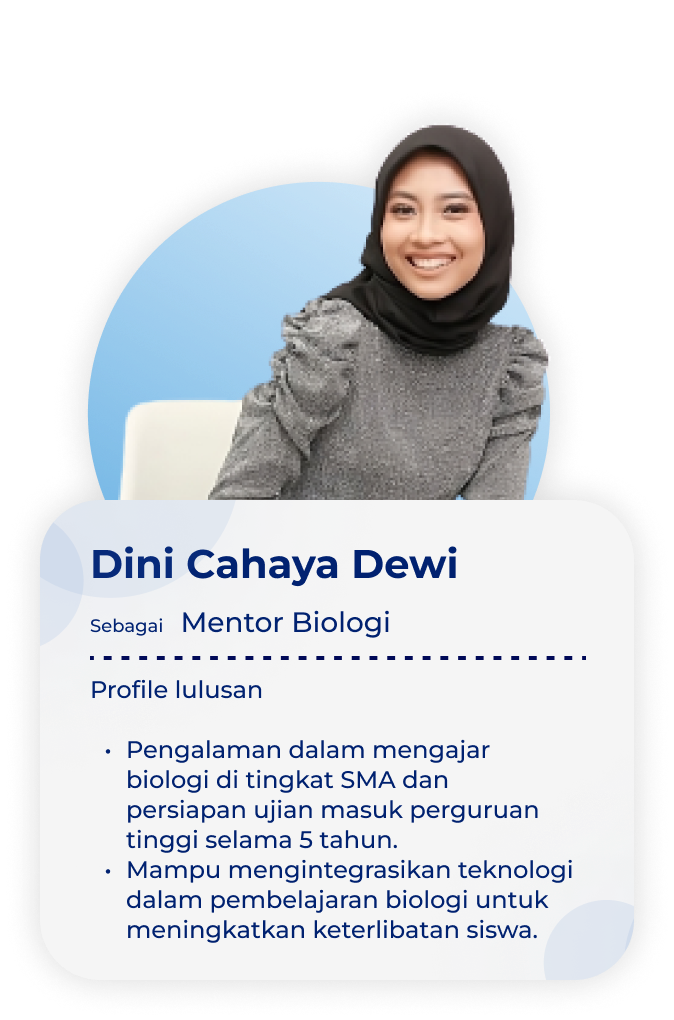 Dini Cahaya Dewi
Sebagai Mentor Biologi
Profile lulusan
• Pengalaman dalam mengajar
biologi di tingkat SMA dan
persiapan ujian masuk perguruan
tinggi selama 5 tahun.
• Mampu mengintegrasikan teknologi
dalam pembelajaran biologi untuk
meningkatkan keterlibatan siswa.